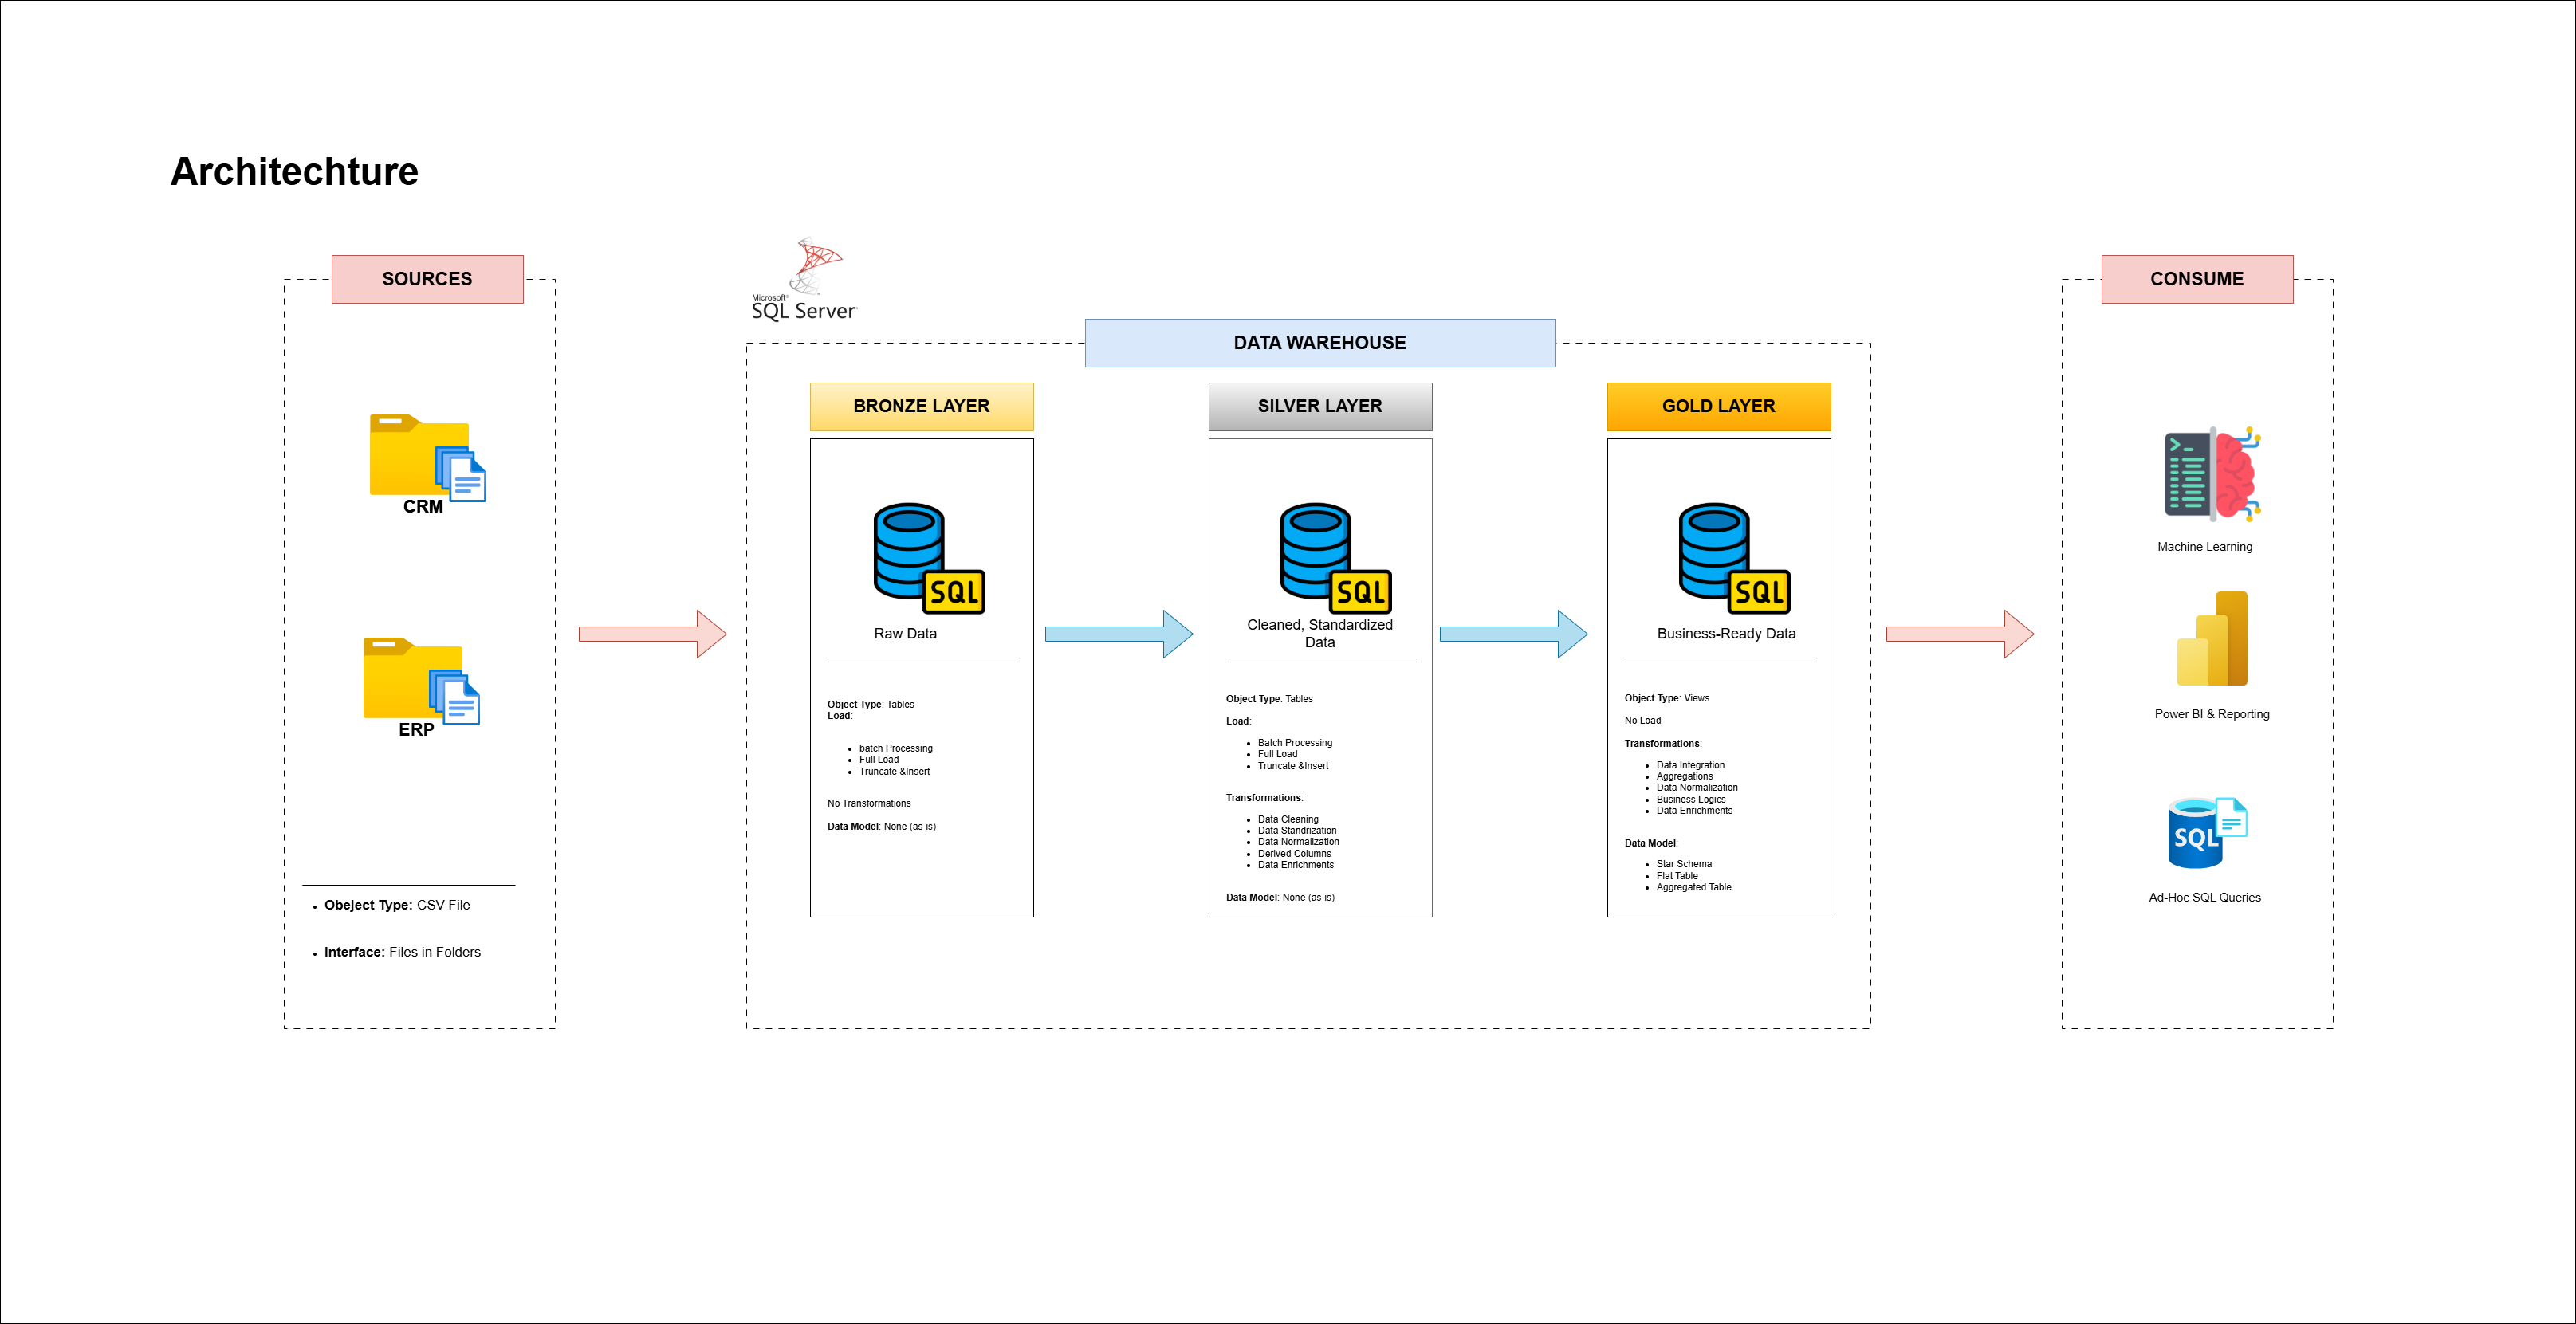 Architechture
SOURCES
CRM
ERP
Obeject Type: CSV File
Interface: Files in Folders
Microsoft®
SQL Server
DATA WAREHOUSE
BRONZE LAYER
SQL
Raw Data
Object Type: Tables
Load:
batch Processing
Full Load
Truncate &Insert
No Transformations
Data Model: None (as-is)
SILVER LAYER
SQL
Cleaned, Standardized
Data
Object Type: Tables
Load:
Batch Processing
Full Load
Truncate &Insert
Transformations:
Data Cleaning
Data Standrization
Data Normalization
Derived Columns
Data Enrichments
Data Model: None (as-is)
GOLD LAYER
SQL
Business-Ready Data
Object Type: Views
No Load
Transformations:
Data Integration
Aggregations
Data Normalization
Business Logics
Data Enrichments
Data Model:
Star Schema
Flat Table
Aggregated Table
CONSUME
Machine Learning
Power BI & Reporting
SQL
Ad-Hoc SQL Queries